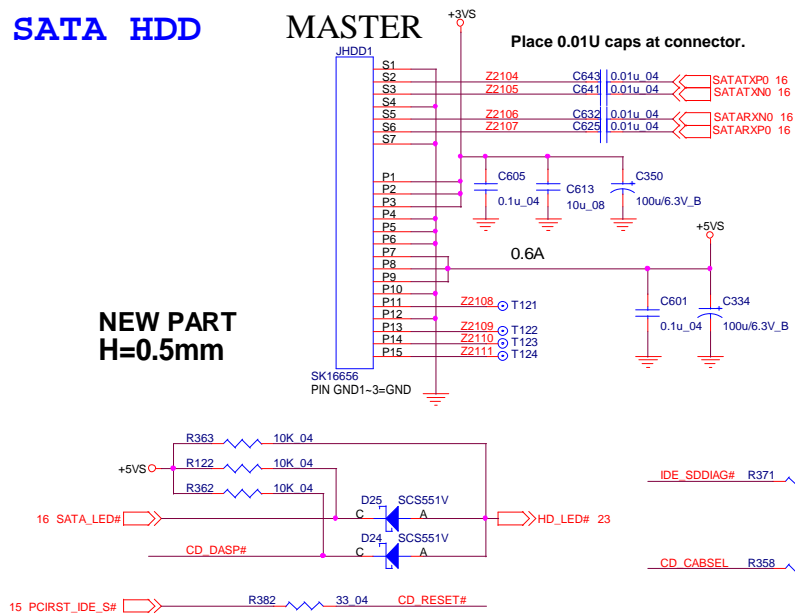 SATA HDD
MASTER
+3VS
Place 0.01U caps at connector.
JHDD1
S1
S2 Z2104 C643 0.01u_04 SATATXP0 16
S3 Z2105 C641 0.01u_04 SATATXN0 16
S4
S5 Z2106 C632 0.01u_04 SATARXN0 16
S6 Z2107 C625 0.01u_04 SATARXP0 16
S7
P1
P2
P3
P4
P5
P6
P7
P8
P9
P10
P11 Z2108 T121
P12
P13 Z2109 T122
P14 Z2110 T123
P15 Z2111 T124
C605
0.1u_04
C613
10u_08
C350
+
100u/6.3V_B
+5VS
0.6A
C601
0.1u_04
C334
+
100u/6.3V_B
NEW PART
H=0.5mm
SK16656
PIN GND1~3=GND
R363 10K_04
+5VS R122 10K_04
R362 10K_04
D25 SCS551V
16 SATA_LED# C A HD_LED# 23
D24 SCS551V
CD_DASP# C A
15 PCIRST_IDE_S# R382 33_04 CD_RESET#
IDE_SDDIAG# R371
CD_CABSEL R358